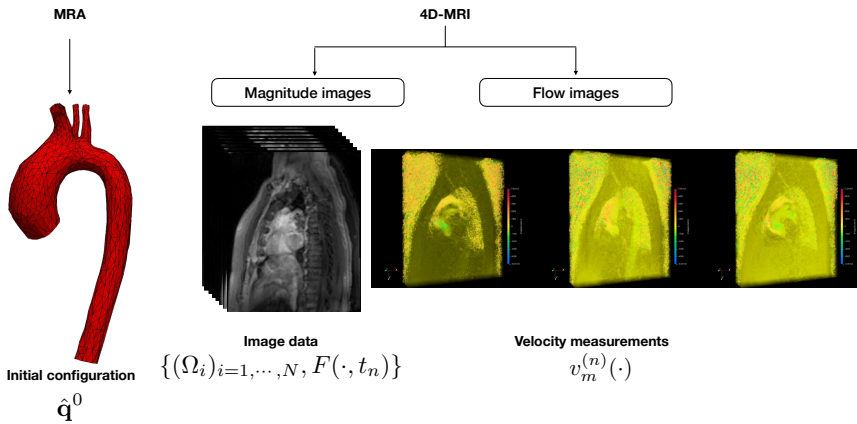 MRA
4D-MRI
Magnitude images
Flow images
Image data
{(Ω_i)_{i=1,⋯,N}, F(·, t_n)}
Velocity measurements
v_m^{(n)}(·)
Initial configuration
q̂^0